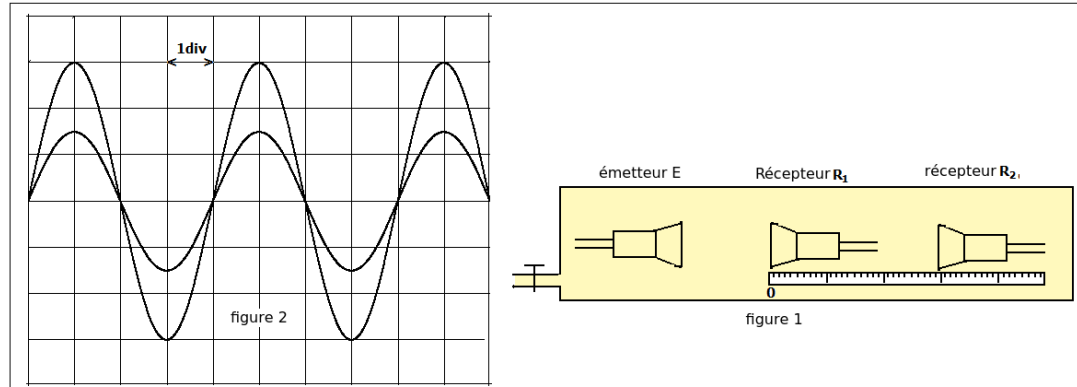 1div
figure 2
émetteur E
Récepteur R1
récepteur R2
0
figure 1